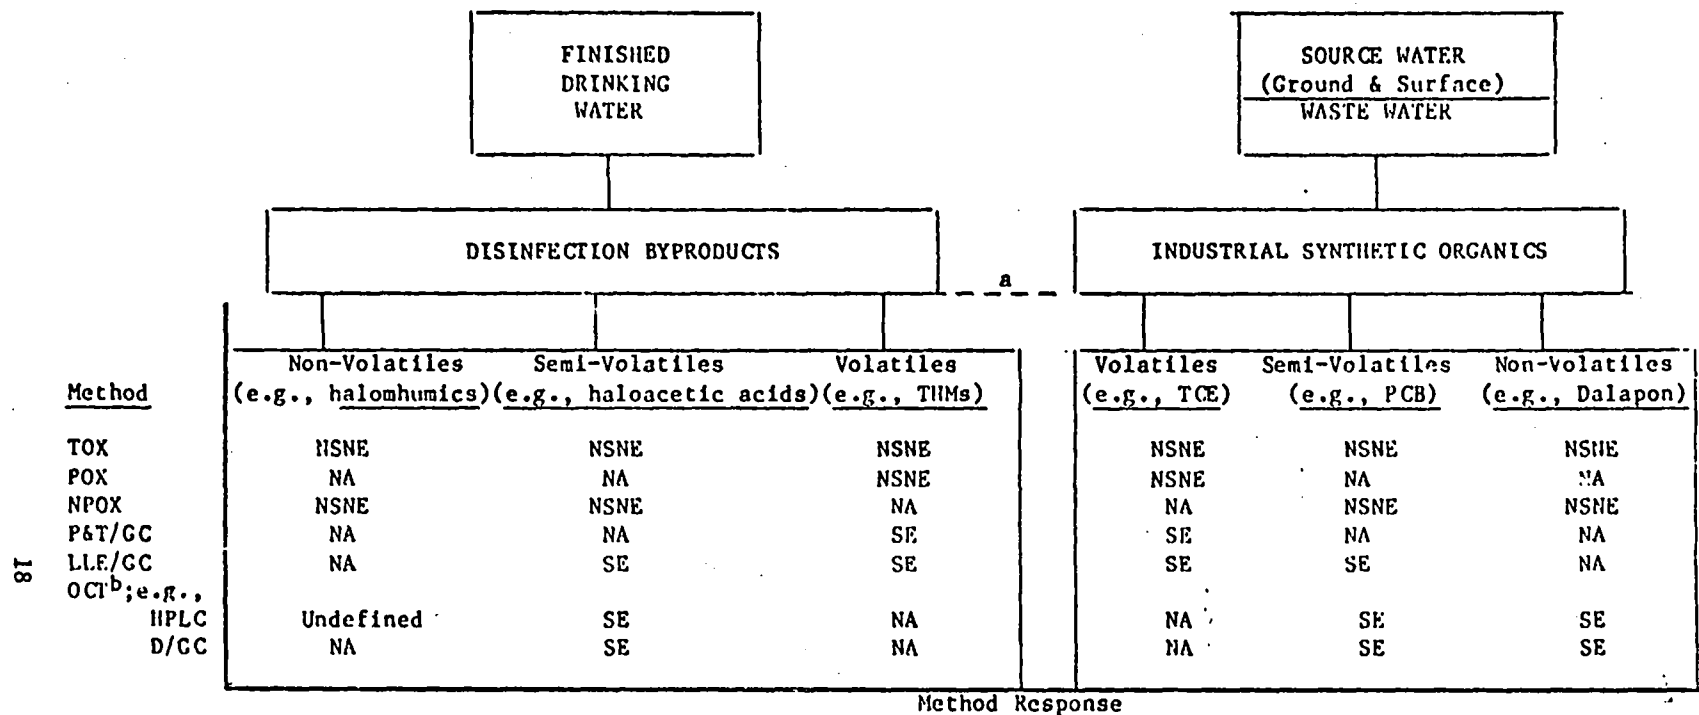 FINISHED
DRINKING
WATER
SOURCE WATER
(Ground & Surface)
WASTE WATER
DISINFECTION BYPRODUCTS
INDUSTRIAL SYNTHETIC ORGANICS
a
Non-Volatiles Semi-Volatiles Volatiles Volatiles Semi-Volatiles Non-Volatiles
Method (e.g., halomhumics) (e.g., haloacetic acids) (e.g., THMs) (e.g., TCE) (e.g., PCB) (e.g., Dalapon)
TOX NSNE NSNE NSNE NSNE NSNE NSNE
POX NA NA NSNE NSNE NA NA
NPOX NSNE NSNE NA NA NSNE NSNE
P&T/GC NA NA SE SE NA NA
LLE/GC NA SE SE SE SE NA
OCTb;e.g.,
HPLC Undefined SE NA NA SE SE
D/GC NA SE NA NA SE SE
Method Response
18